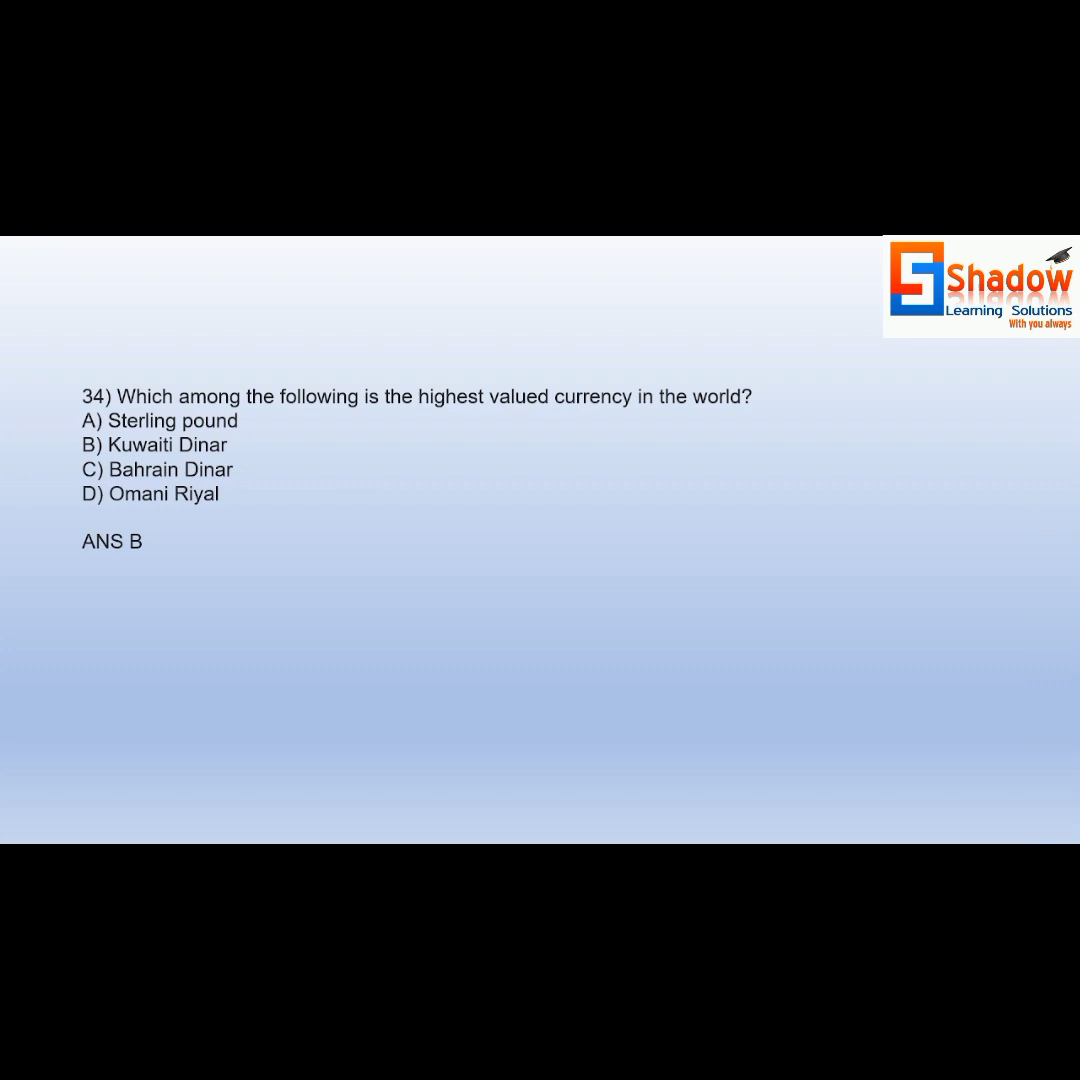 Shadow
Learning Solutions
With you always
34) Which among the following is the highest valued currency in the world?
A) Sterling pound
B) Kuwaiti Dinar
C) Bahrain Dinar
D) Omani Riyal
ANS B